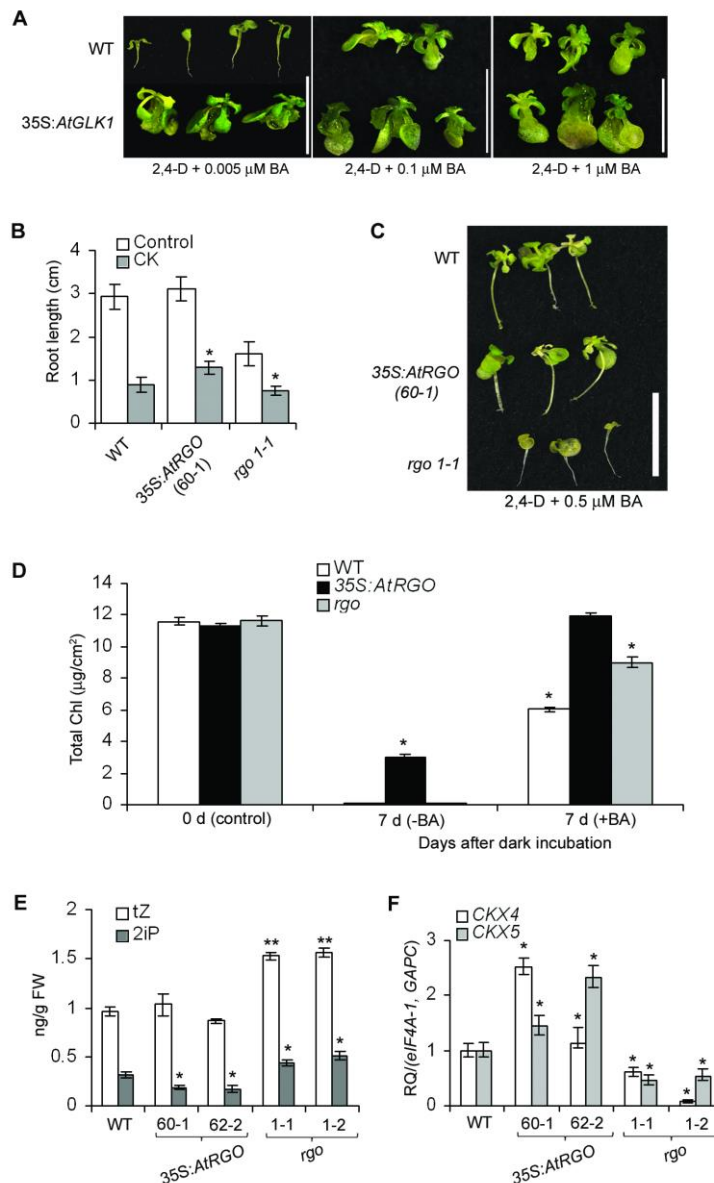 A
WT
35S:AtGLK1
2,4-D + 0.005 µM BA
2,4-D + 0.1 µM BA
2,4-D + 1 µM BA
B
Control
CK
Root length (cm)
4
3
2
1
0
*
*
WT
35S:AtRGO
(60-1)
rgo 1-1
C
WT
35S:AtRGO
(60-1)
rgo 1-1
2,4-D + 0.5 µM BA
D
WT
35S:AtRGO
rgo
Total Chl (µg/cm²)
14
12
10
8
6
4
2
0
*
*
*
0 d (control)
7 d (-BA)
7 d (+BA)
Days after dark incubation
E
tZ
2iP
ng/g FW
2
1.5
1
0.5
0
** **
* * * *
WT
60-1
62-2
1-1
1-2
35S:AtRGO
rgo
F
CKX4
CKX5
RQ/(eIF4A-1, GAPC)
4
3
2
1
0
* * * * * * * *
WT
60-1
62-2
1-1
1-2
35S:AtRGO
rgo